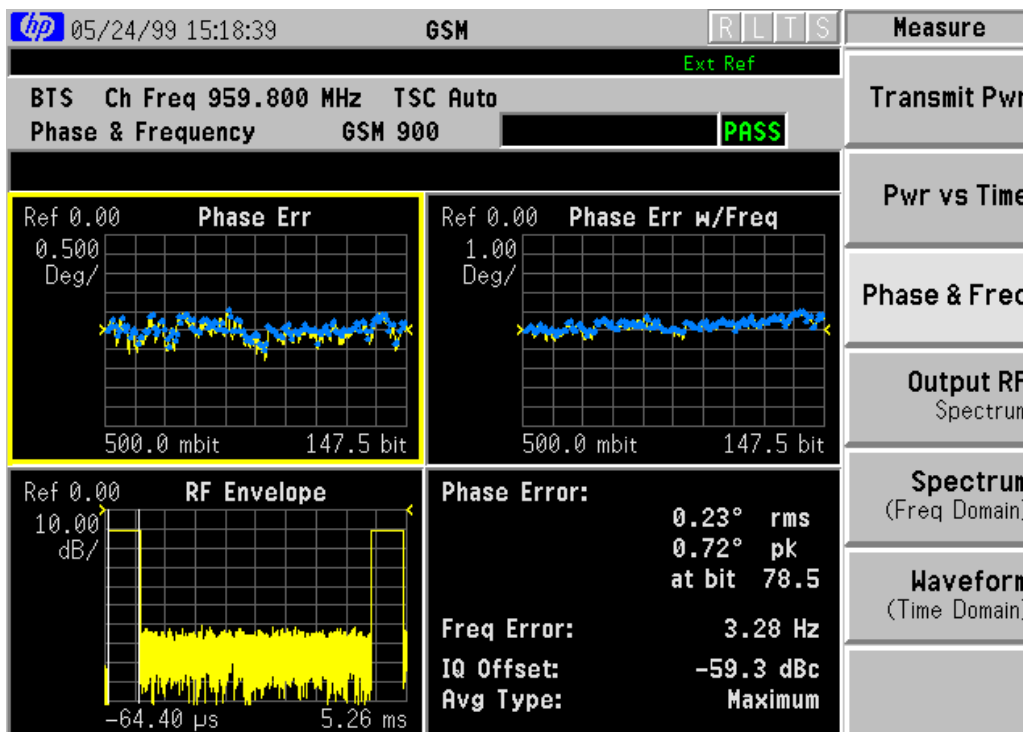 hp 05/24/99 15:18:39 GSM R L T S
Ext Ref
BTS Ch Freq 959.800 MHz TSC Auto
Phase & Frequency GSM 900 PASS
Ref 0.00 Phase Err
0.500
Deg/
500.0 mbit 147.5 bit
Ref 0.00 Phase Err w/Freq
1.00
Deg/
500.0 mbit 147.5 bit
Ref 0.00 RF Envelope
10.00
dB/
-64.40 µs 5.26 ms
Phase Error:
0.23° rms
0.72° pk
at bit 78.5
Freq Error: 3.28 Hz
IQ Offset: -59.3 dBc
Avg Type: Maximum
Measure
Transmit Pwr
Pwr vs Time
Phase & Freq
Output RF
Spectrum
Spectrum
(Freq Domain)
Waveform
(Time Domain)